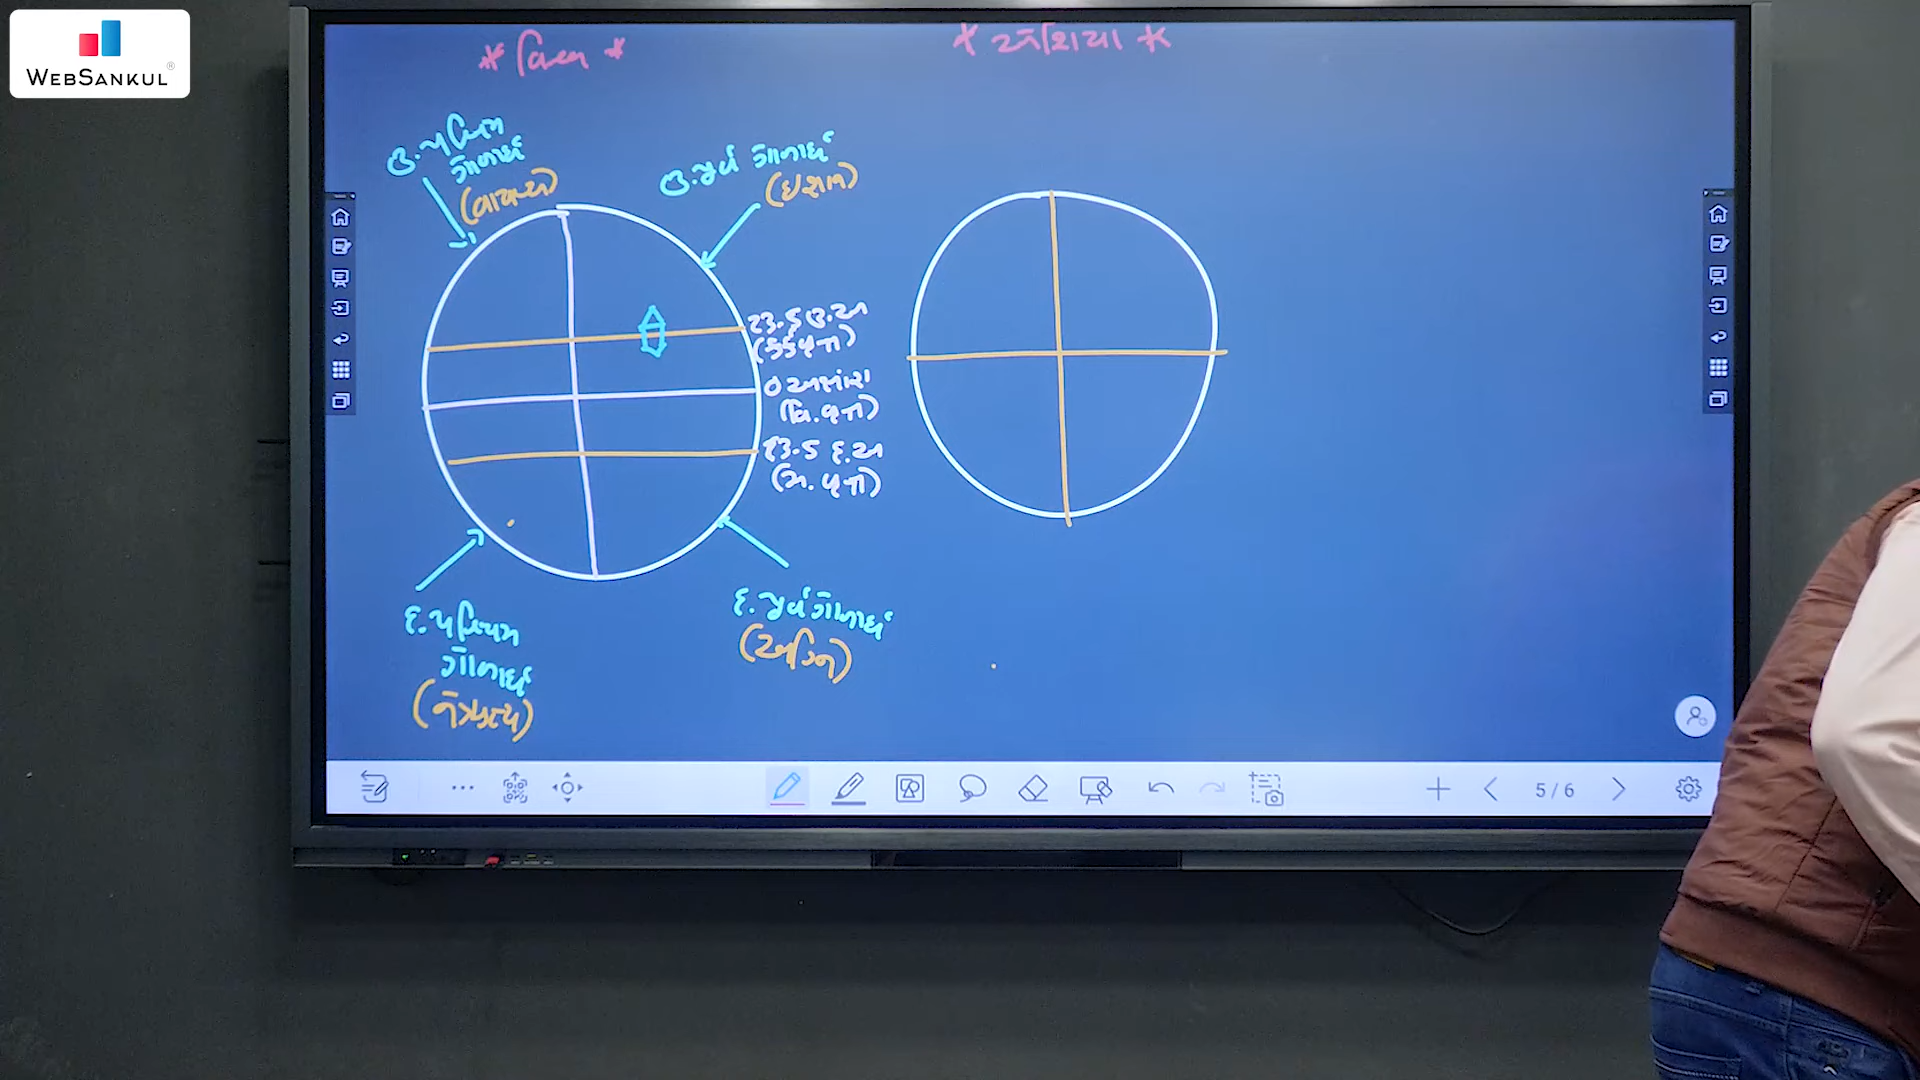 WEBSANKUL®
* વિશ્વ *
* એશિયા *
ઉ. પશ્ચિમ
ગોળાર્ધ
(વાયવ્ય)
ઉ. પૂર્વ ગોળાર્ધ
(ઈશાન)
23.5 ઉ.અ
(કર્કવૃત)
0 અક્ષાંશ
(વિ.વૃત)
23.5 દ.અ
(મ.વૃત)
દ. પશ્ચિમ
ગોળાર્ધ
(નૈઋત્ય)
દ. પૂર્વ ગોળાર્ધ
(અગ્નિ)
5 / 6